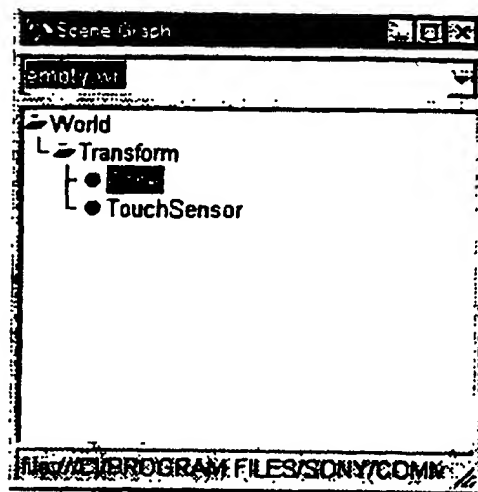 Scene Graph
empty.wrl
World
Transform
TouchSensor
file:///E|/PROGRAM FILES/SONY/COMM